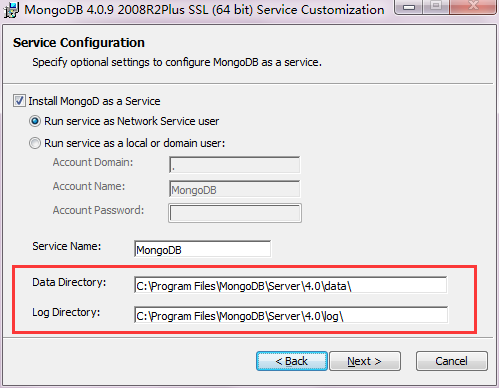 MongoDB 4.0.9 2008R2Plus SSL (64 bit) Service Customization
Service Configuration
Specify optional settings to configure MongoDB as a service.
Install MongoD as a Service
Run service as Network Service user
Run service as a local or domain user:
Account Domain: .
Account Name: MongoDB
Account Password:
Service Name: MongoDB
Data Directory: C:\Program Files\MongoDB\Server\4.0\data\
Log Directory: C:\Program Files\MongoDB\Server\4.0\log\
< Back Next > Cancel